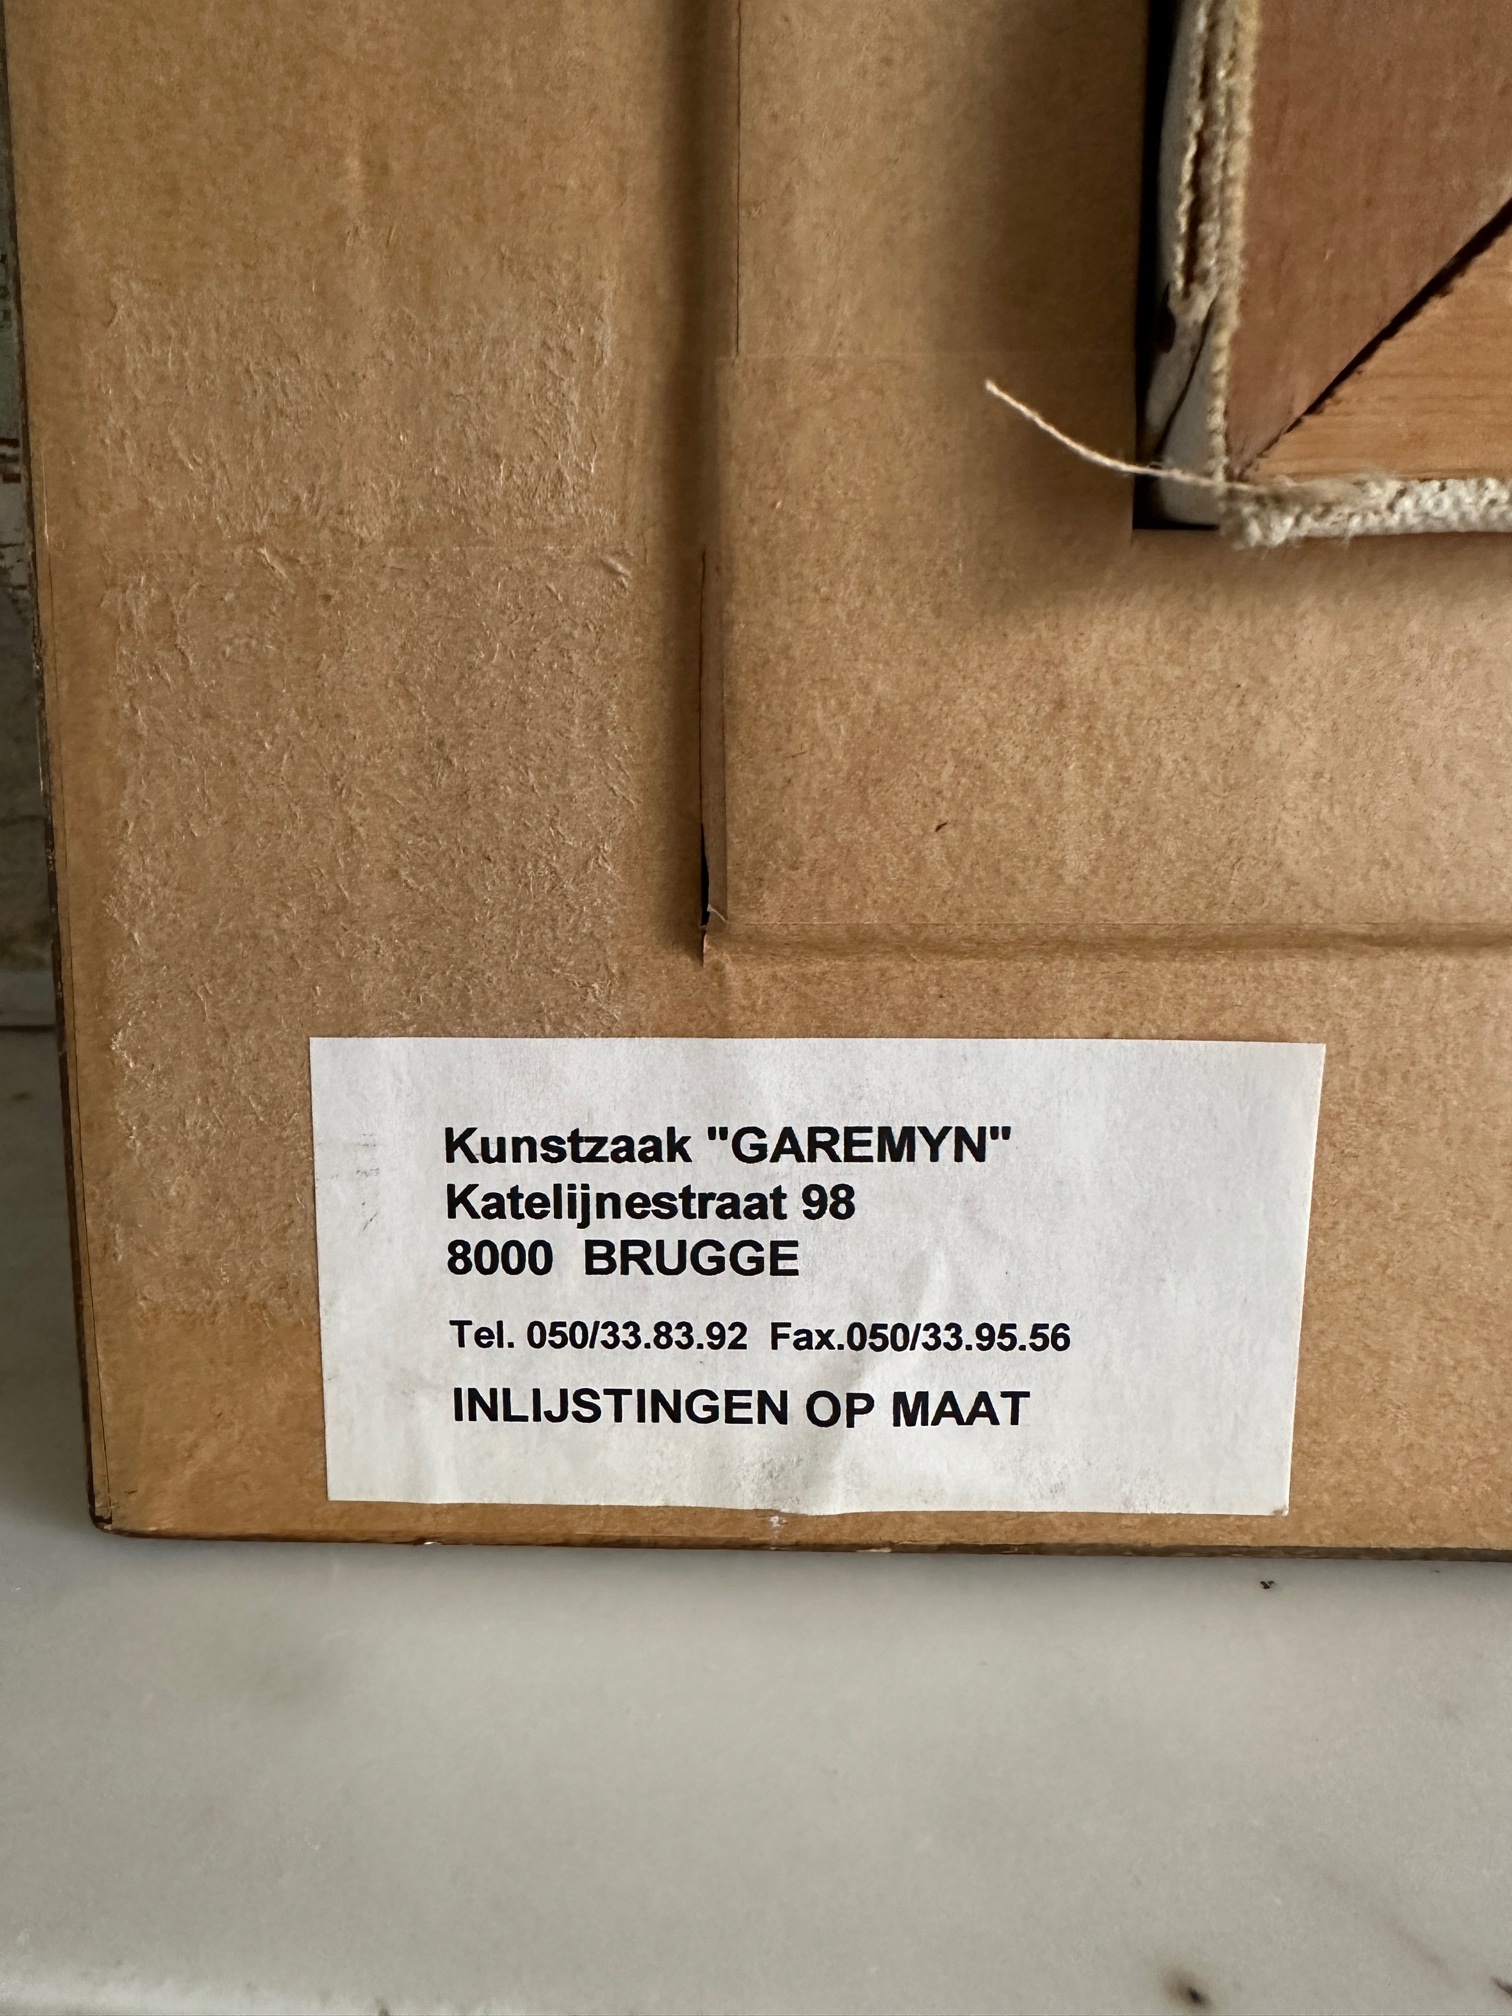 Kunstzaak "GAREMYN"
Katelijnestraat 98
8000 BRUGGE
Tel. 050/33.83.92 Fax.050/33.95.56
INLIJSTINGEN OP MAAT